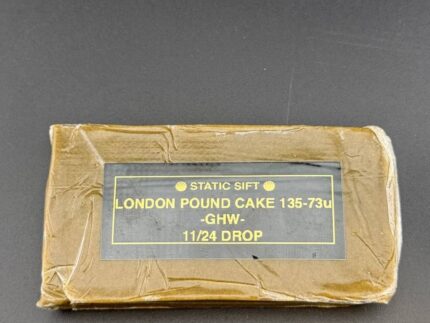 STATIC SIFT
LONDON POUND CAKE 135-73u
-GHW-
11/24 DROP